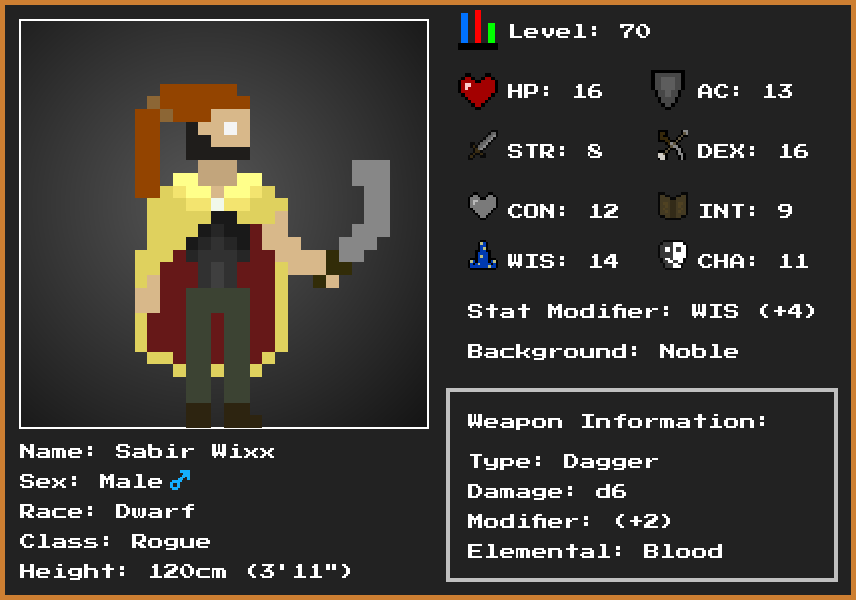 Level: 70
HP: 16 AC: 13
STR: 8 DEX: 16
CON: 12 INT: 9
WIS: 14 CHA: 11
Stat Modifier: WIS (+4)
Background: Noble
Weapon Information:
Type: Dagger
Damage: d6
Modifier: (+2)
Elemental: Blood
Name: Sabir Wixx
Sex: Male♂
Race: Dwarf
Class: Rogue
Height: 120cm (3'11")